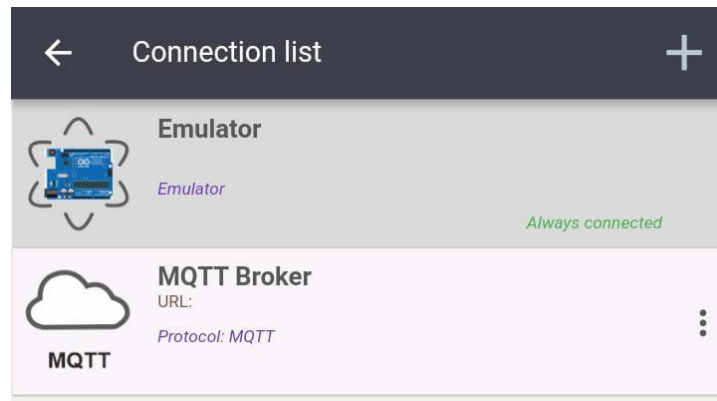 Connection list
Emulator
Emulator
Always connected
MQTT Broker
URL:
Protocol: MQTT
MQTT